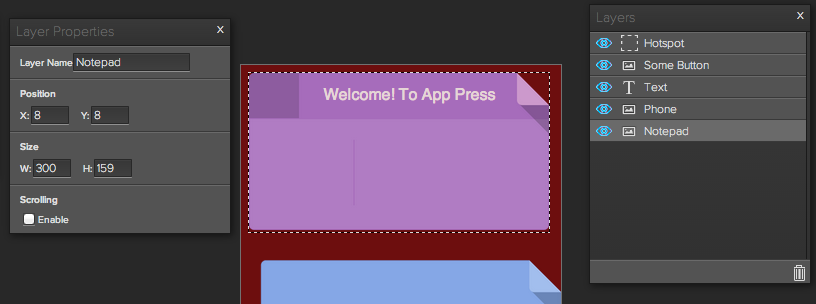 Layer Properties X
Layer Name Notepad
Position
X: 8 Y: 8
Size
W: 300 H: 159
Scrolling
Enable
Welcome! To App Press
Layers X
Hotspot
Some Button
T Text
Phone
Notepad